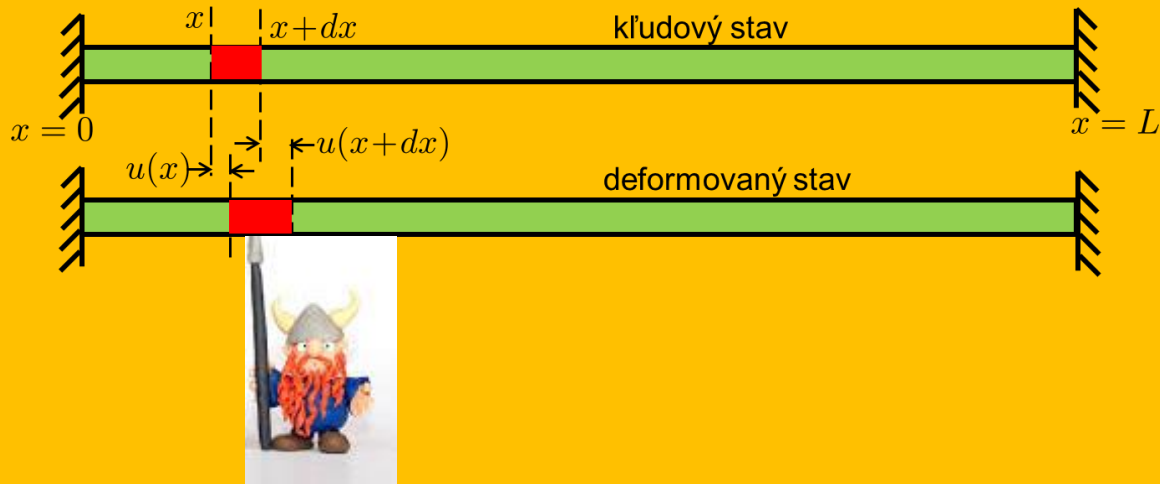 x
x+dx
kľudový stav
x = 0
x = L
u(x)
u(x+dx)
deformovaný stav